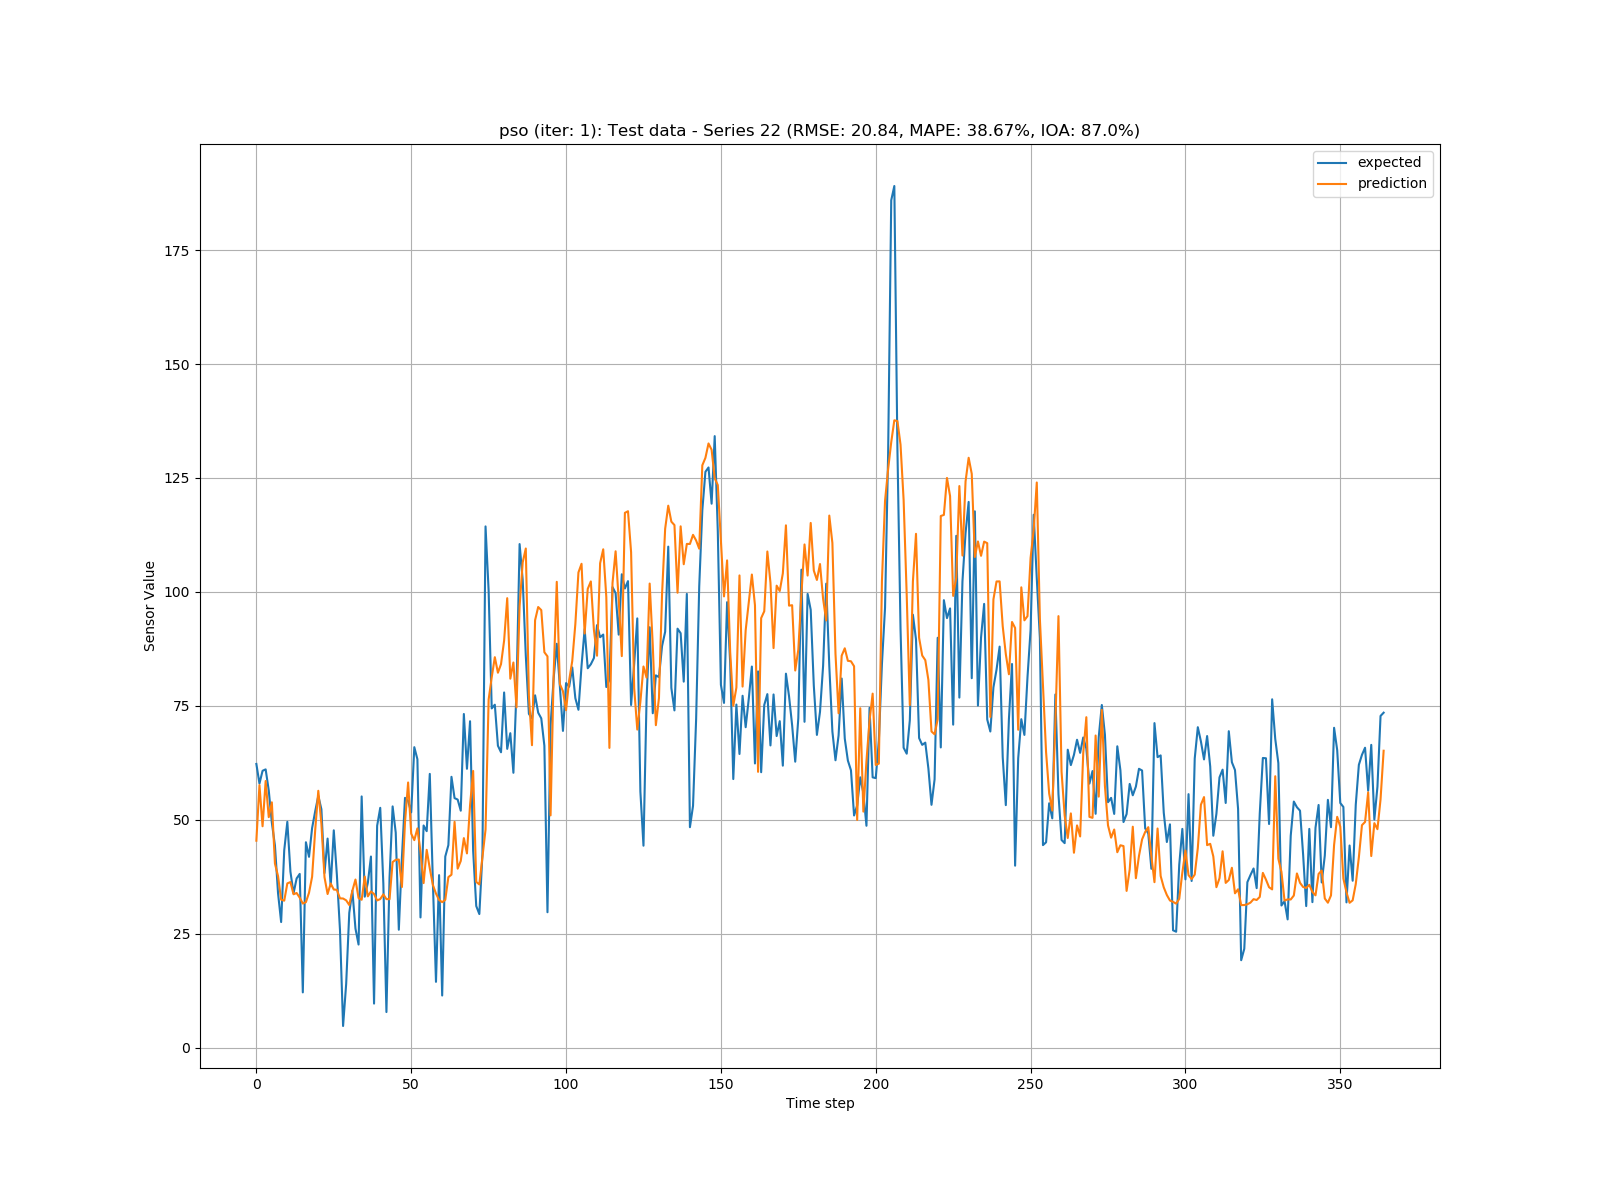 pso (iter: 1): Test data - Series 22 (RMSE: 20.84, MAPE: 38.67%, IOA: 87.0%)
expected
prediction
175
150
125
100
75
50
25
0
Sensor Value
0 50 100 150 200 250 300 350
Time step